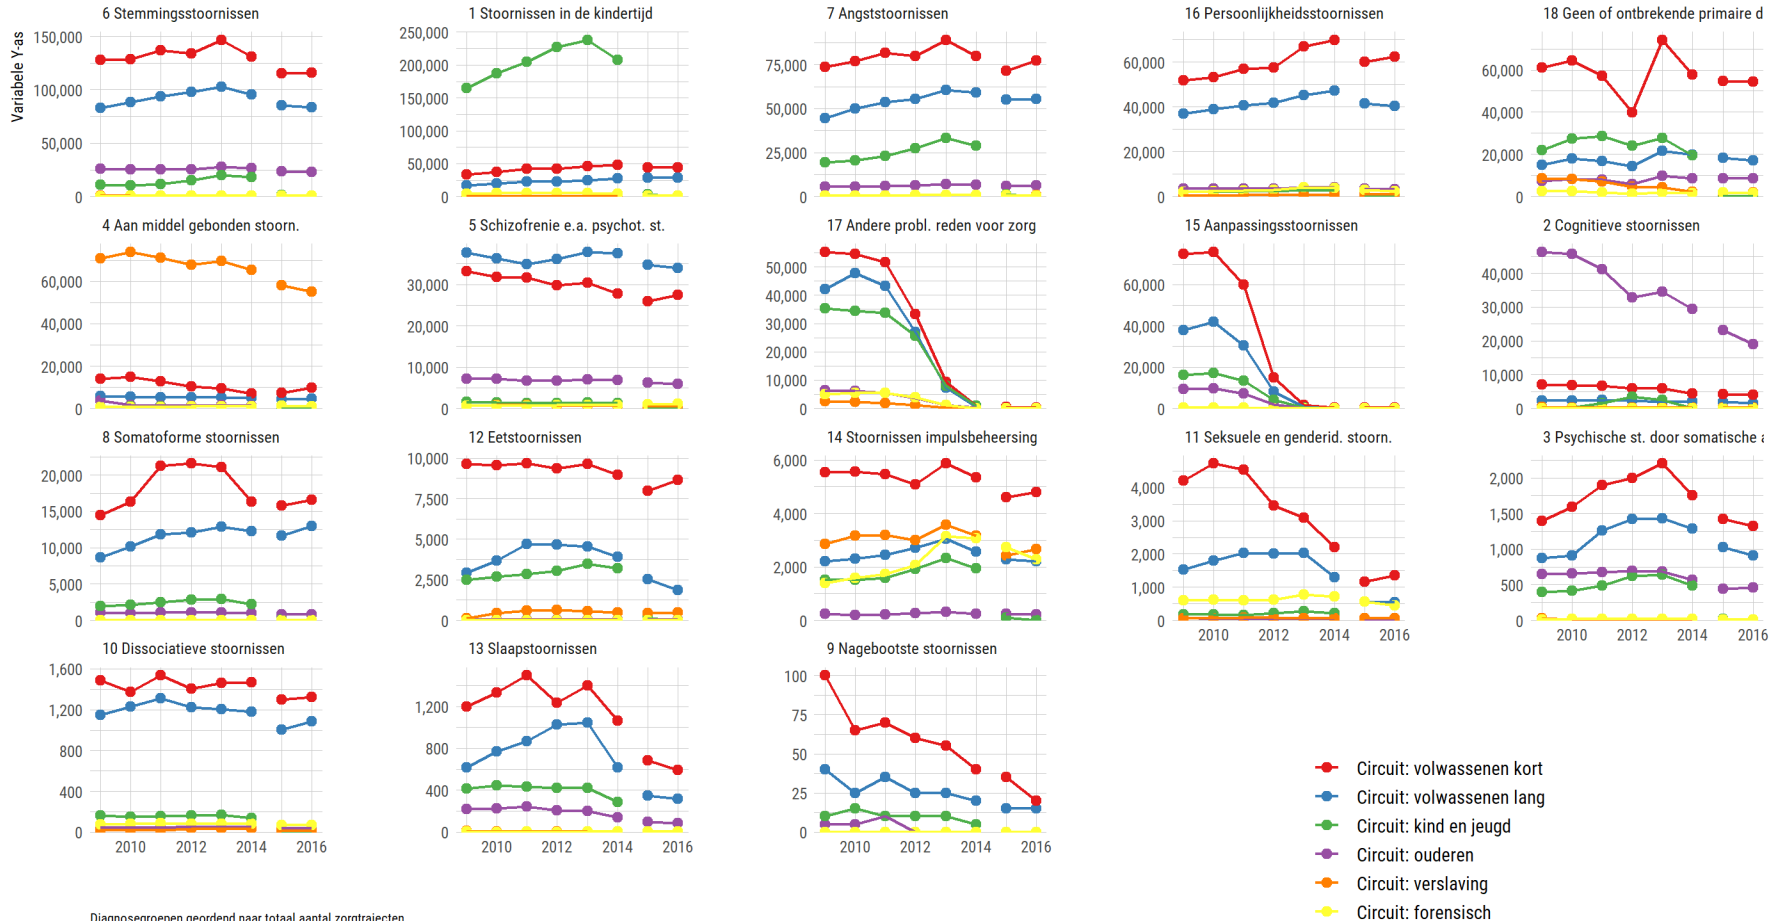 6 Stemmingsstoornissen
1 Stoornissen in de kindertijd
7 Angststoornissen
16 Persoonlijkheidsstoornissen
18 Geen of ontbrekende primaire d
Variabele Y-as
150,000
100,000
50,000
0
250,000
200,000
150,000
100,000
50,000
0
75,000
50,000
25,000
0
60,000
40,000
20,000
0
60,000
40,000
20,000
0
4 Aan middel gebonden stoorn.
5 Schizofrenie e.a. psychot. st.
17 Andere probl. reden voor zorg
15 Aanpassingsstoornissen
2 Cognitieve stoornissen
60,000
40,000
20,000
0
30,000
20,000
10,000
0
50,000
40,000
30,000
20,000
10,000
0
60,000
40,000
20,000
0
40,000
30,000
20,000
10,000
0
8 Somatoforme stoornissen
12 Eetstoornissen
14 Stoornissen impulsbeheersing
11 Seksuele en genderid. stoorn.
3 Psychische st. door somatische
20,000
15,000
10,000
5,000
0
10,000
7,500
5,000
2,500
0
6,000
4,000
2,000
0
4,000
3,000
2,000
1,000
0
2010 2012 2014 2016
2,000
1,500
1,000
500
0
2010 2012 2014 2016
10 Dissociatieve stoornissen
13 Slaapstoornissen
9 Nagebootste stoornissen
1,600
1,200
800
400
0
2010 2012 2014 2016
1,200
800
400
0
2010 2012 2014 2016
100
75
50
25
0
2010 2012 2014 2016
Circuit: volwassenen kort
Circuit: volwassenen lang
Circuit: kind en jeugd
Circuit: ouderen
Circuit: verslaving
Circuit: forensisch
Diagnosegroepen geordend naar totaal aantal zorgtrajecten